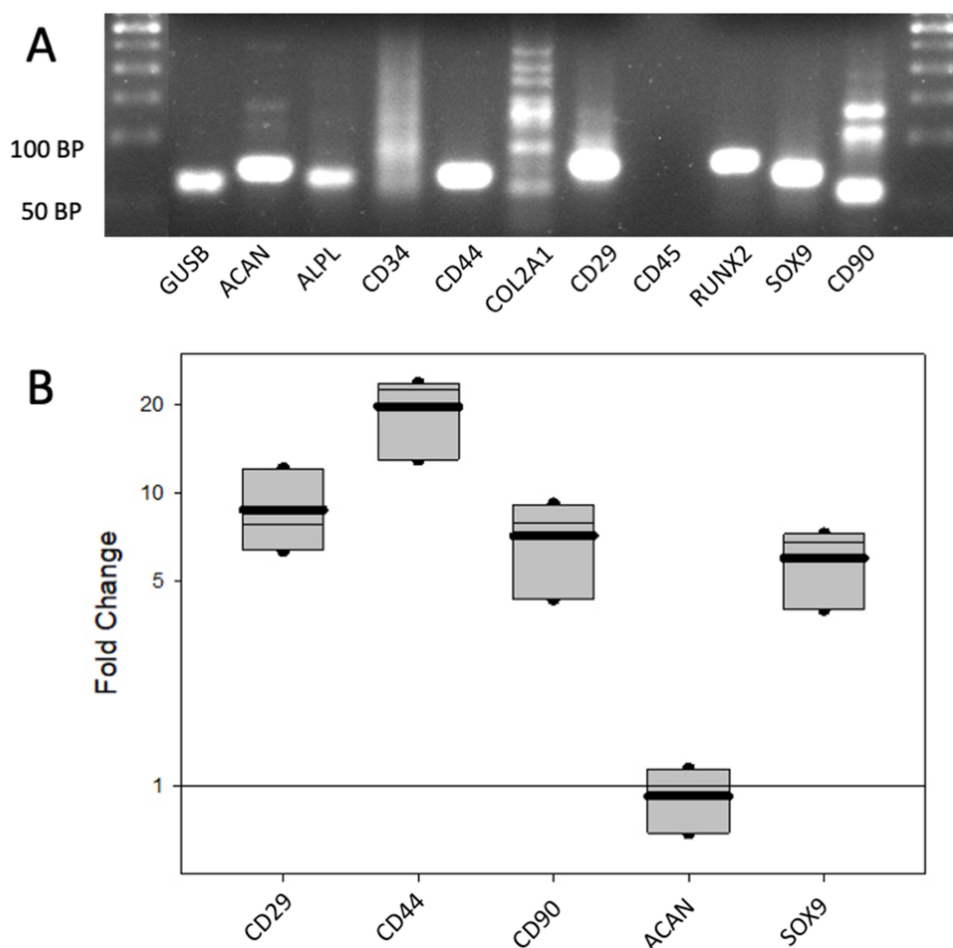 A
100 BP
50 BP
GUSB ACAN ALPL CD34 CD44 COL2A1 CD29 CD45 RUNX2 SOX9 CD90
B
20
10
5
1
Fold Change
CD29 CD44 CD90 ACAN SOX9